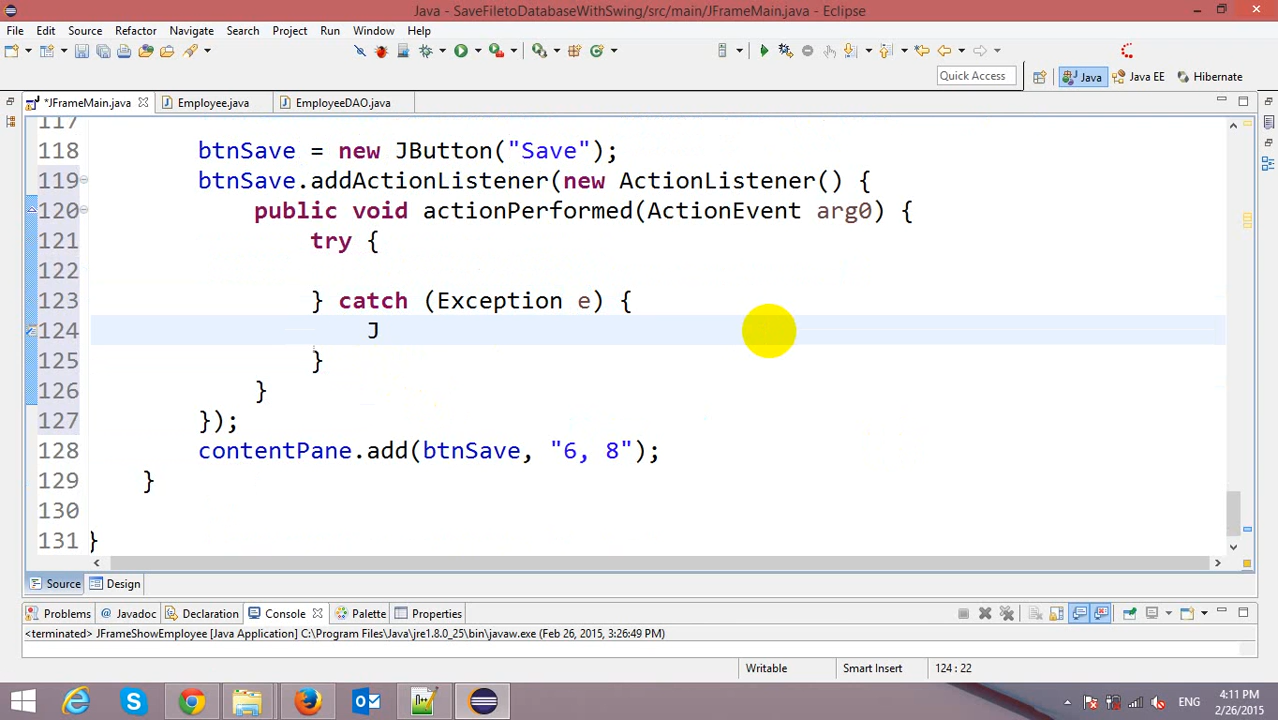 Java - SaveFiletoDatabaseWithSwing/src/main/JFrameMain.java - Eclipse
File Edit Source Refactor Navigate Search Project Run Window Help
Quick Access Java Java EE Hibernate
*JFrameMain.java Employee.java EmployeeDAO.java
117
118 btnSave = new JButton("Save");
119 btnSave.addActionListener(new ActionListener() {
120 public void actionPerformed(ActionEvent arg0) {
121 try {
122
123 } catch (Exception e) {
124 J
125 }
126 }
127 });
128 contentPane.add(btnSave, "6, 8");
129 }
130
131 }
Source Design
Problems @ Javadoc Declaration Console Palette Properties
<terminated> JFrameShowEmployee [Java Application] C:\Program Files\Java\jre1.8.0_25\bin\javaw.exe (Feb 26, 2015, 3:26:49 PM)
Writable Smart Insert 124 : 22
ENG 4:11 PM
2/26/2015